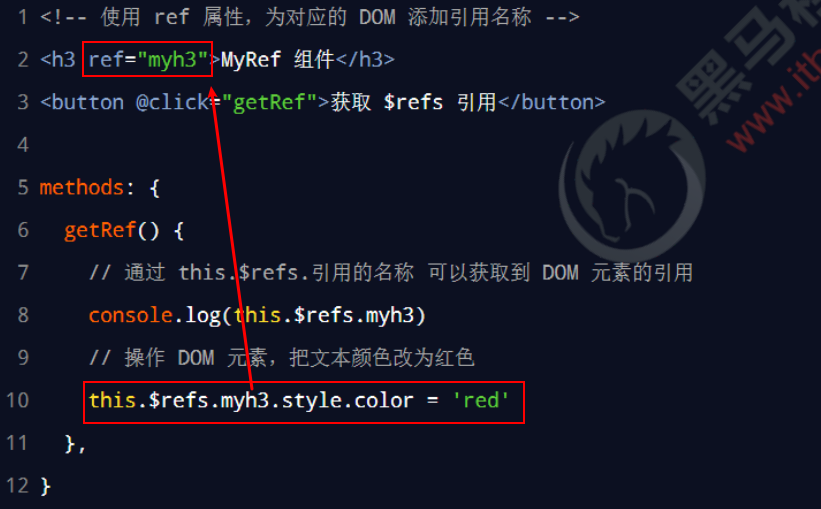 1 <!-- 使用 ref 属性，为对应的 DOM 添加引用名称 -->
2 <h3 ref="myh3">MyRef 组件</h3>
3 <button @click="getRef">获取 $refs 引用</button>
4
5 methods: {
6 getRef() {
7 // 通过 this.$refs.引用的名称 可以获取到 DOM 元素的引用
8 console.log(this.$refs.myh3)
9 // 操作 DOM 元素，把文本颜色改为红色
10 this.$refs.myh3.style.color = 'red'
11 },
12 }
黑马
www.itb